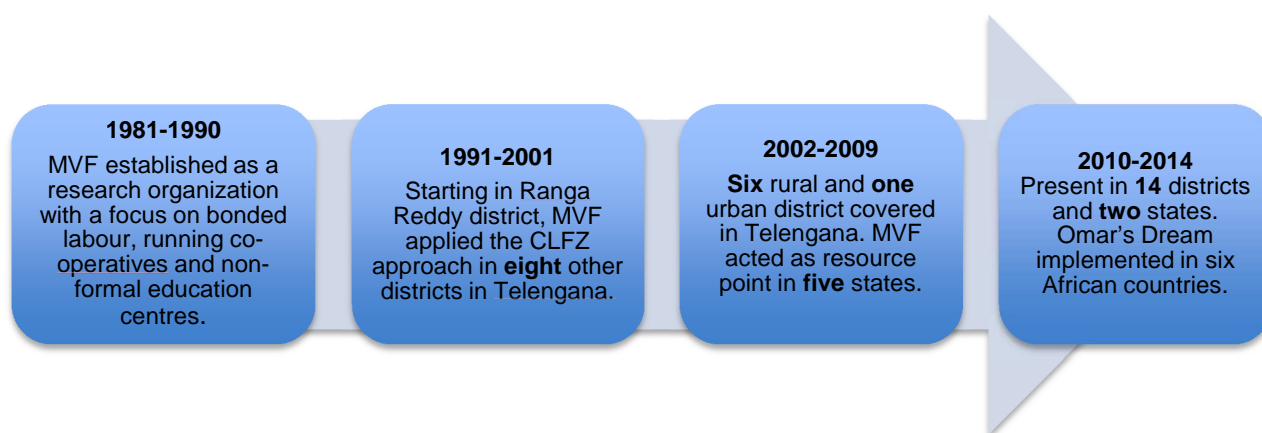 1981-1990
MVF established as a
research organization
with a focus on bonded
labour, running co-
operatives and non-
formal education
centres.
1991-2001
Starting in Ranga
Reddy district, MVF
applied the CLFZ
approach in eight other
districts in Telengana.
2002-2009
Six rural and one
urban district covered
in Telengana. MVF
acted as resource
point in five states.
2010-2014
Present in 14 districts
and two states.
Omar’s Dream
implemented in six
African countries.